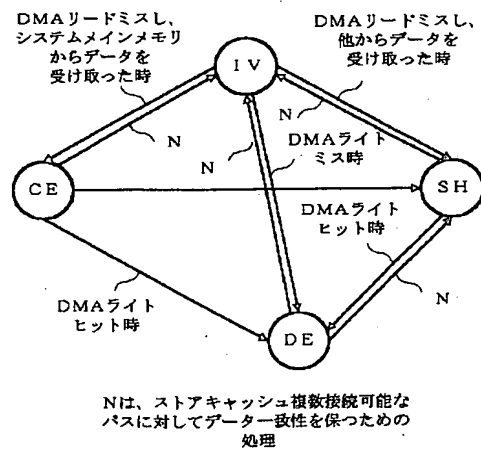 DMAリードミスし、
システムメインメモリ
からデータを
受け取った時
DMAリードミスし、
他からデータを
受け取った時
IV
N
N
N
DMAライト
ミス時
CE
SH
DMAライト
ヒット時
DMAライト
ヒット時
N
DE
Nは、ストアキャッシュ複数接続可能な
パスに対してデータ一致性を保つための
処理